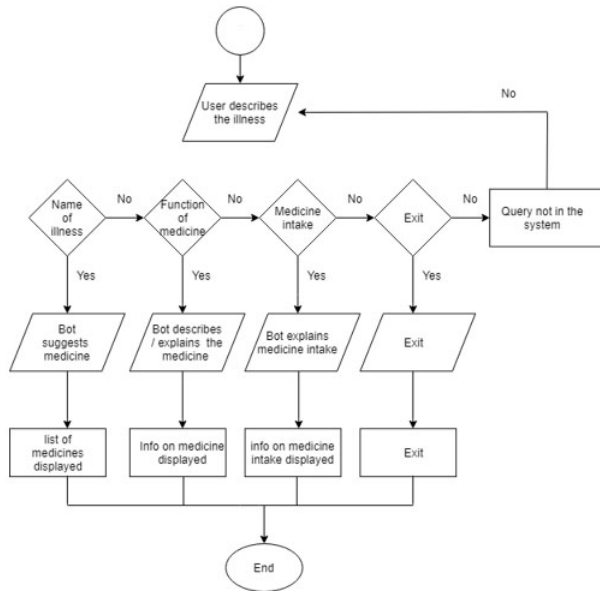 No
User describes
the illness
Name
of
illness
No
Function
of
medicine
No
Medicine
intake
No
Exit
No
Query not in the
system
Yes
Yes
Yes
Yes
Bot
suggests
medicine
Bot describes
/ explains the
medicine
Bot explains
medicine intake
Exit
list of
medicines
displayed
Info on medicine
displayed
info on medicine
intake displayed
Exit
End